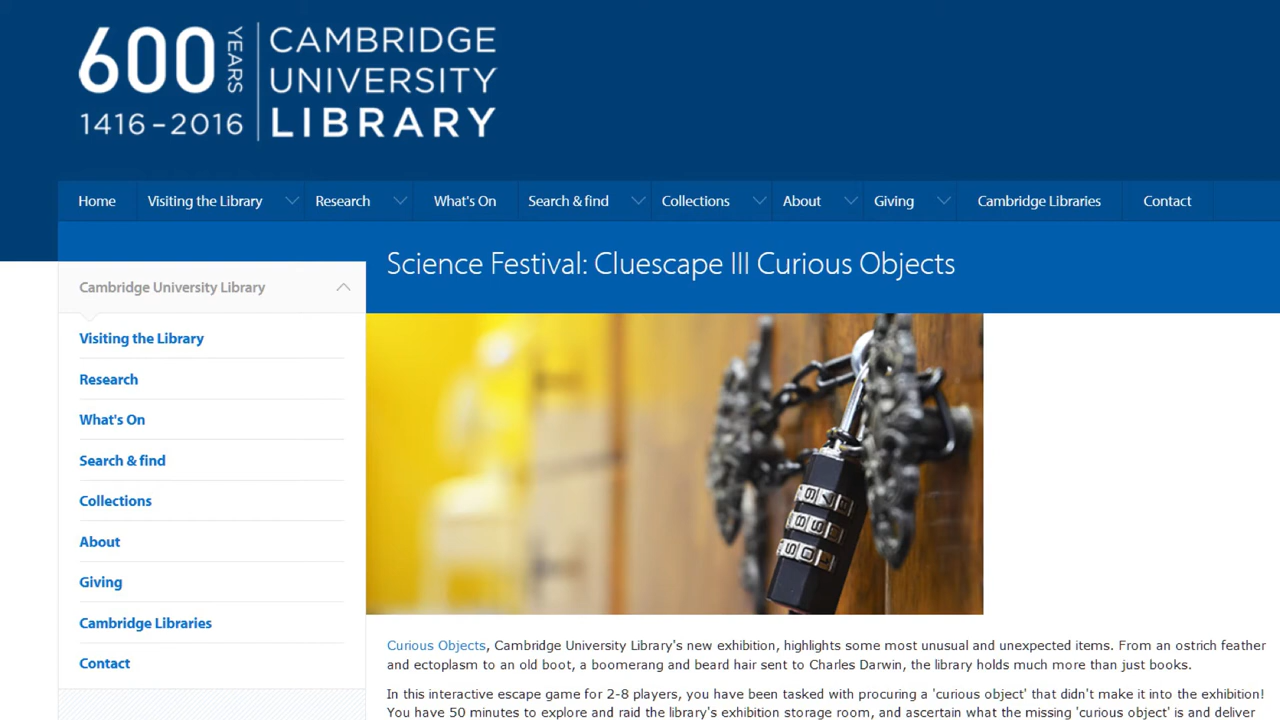 600 YEARS
1416–2016
CAMBRIDGE
UNIVERSITY
LIBRARY
Home Visiting the Library Research What's On Search & find Collections About Giving Cambridge Libraries Contact
Science Festival: Cluescape III Curious Objects
Cambridge University Library
Visiting the Library
Research
What's On
Search & find
Collections
About
Giving
Cambridge Libraries
Contact
Curious Objects, Cambridge University Library's new exhibition, highlights some most unusual and unexpected items. From an ostrich feather
and ectoplasm to an old boot, a boomerang and beard hair sent to Charles Darwin, the library holds much more than just books.
In this interactive escape game for 2-8 players, you have been tasked with procuring a 'curious object' that didn't make it into the exhibition!
You have 50 minutes to explore and raid the library's exhibition storage room, and ascertain what the missing 'curious object' is and deliver